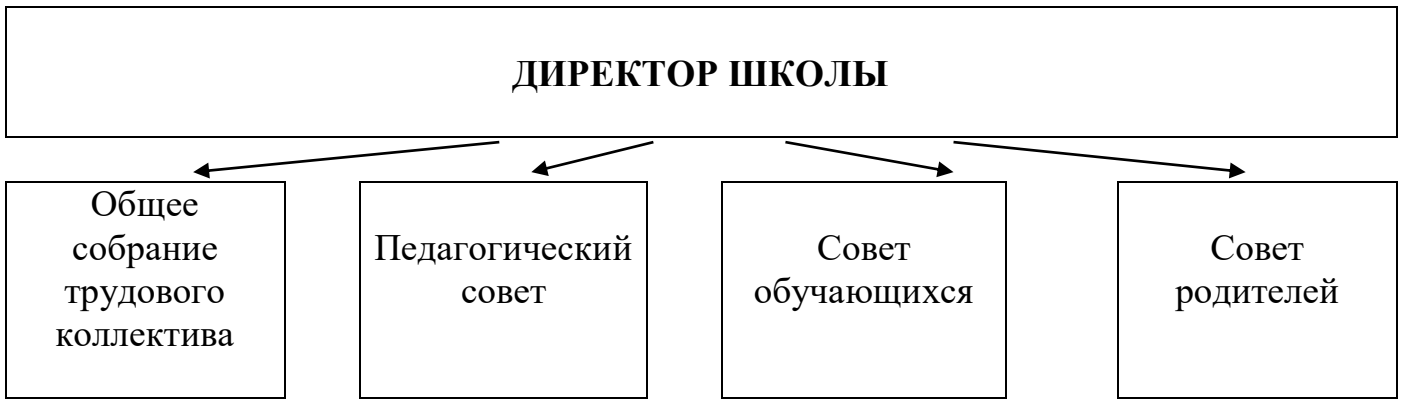 ДИРЕКТОР ШКОЛЫ
Общее
собрание
трудового
коллектива
Педагогический
совет
Совет
обучающихся
Совет
родителей